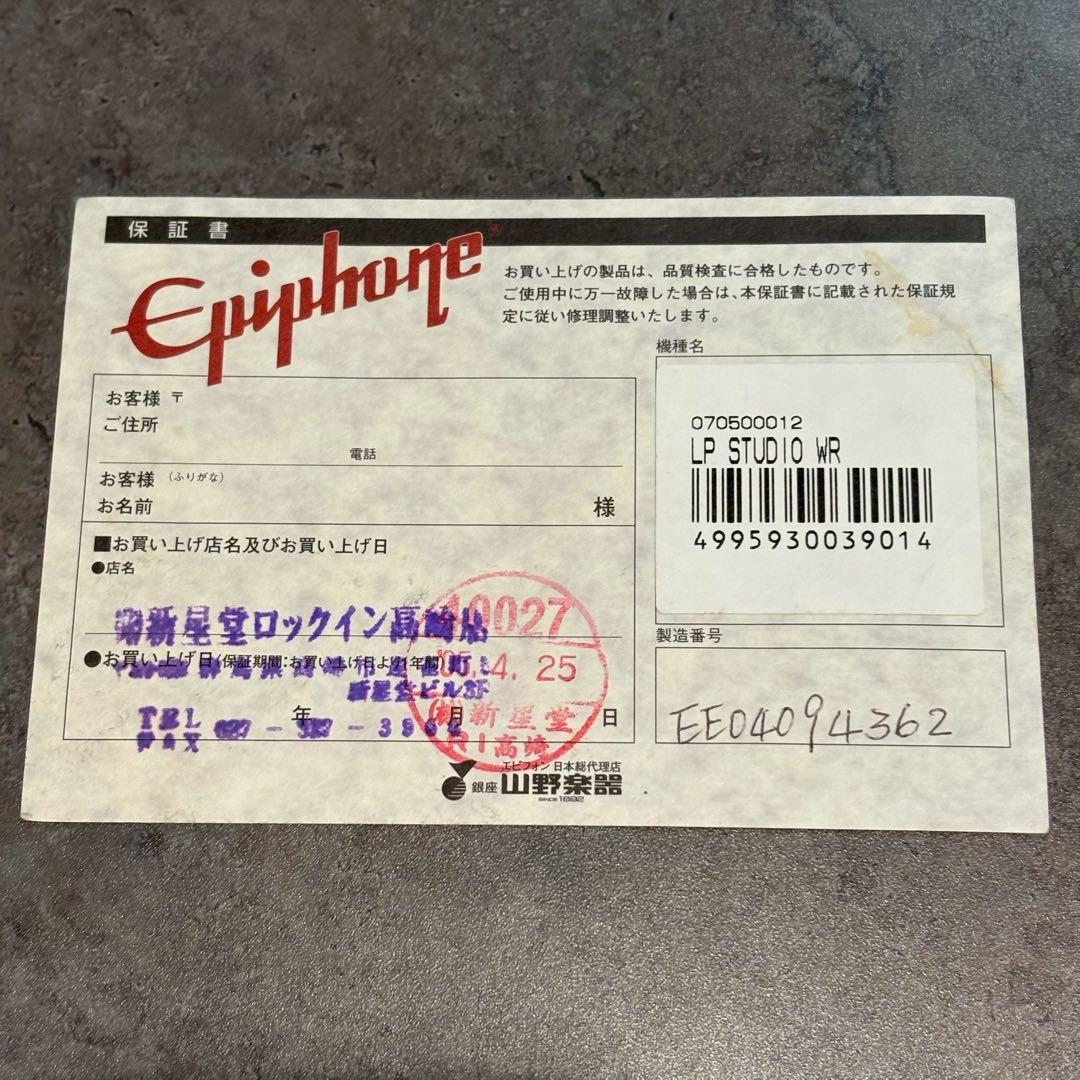 保証書
Epiphone®
お買い上げの製品は、品質検査に合格したものです。
ご使用中に万一故障した場合は、本保証書に記載された保証規
定に従い修理調整いたします。
お客様 〒
ご住所
電話
お客様 (ふりがな)
お名前 様
■お買い上げ店名及びお買い上げ日
●店名
新星堂ロックイン高崎店
●お買い上げ日(保証期間:お買い上げ日より1年間)
新星会ビル3F
年 月 日
TEL
FAX
10027
'05.4.25
(株)新星堂
RI高崎
機種名
070500012
LP STUDIO WR
4995930039014
製造番号
EE04094362
エピフォン 日本総代理店
銀座 山野楽器
SINCE 1892